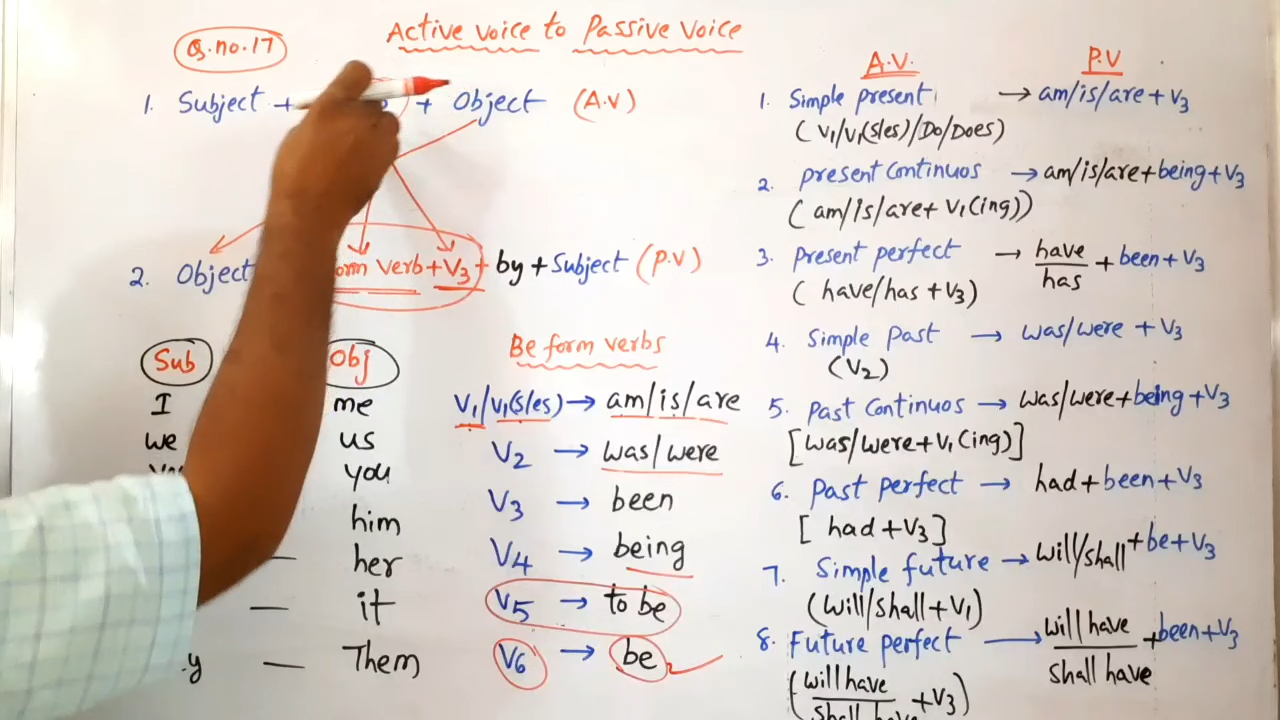 Q.no.17
Active voice to Passive Voice
1. Subject + + Object (A.V)
2. Object orm verb + V3 + by + Subject (P.V)
Sub Obj
I me
we us
you
him
her
— it
y — Them
Be form verbs
V1/V1(s/es) → am/is/are
V2 → was/were
V3 → been
V4 → being
V5 → to be
V6 → be
A.V. P.V
1. Simple present → am/is/are + V3
(V1/V1(s/es)/Do/Does)
2. present Continuos → am/is/are + being + V3
(am/is/are + V1(ing))
3. Present perfect → have/has + been + V3
(have/has + V3)
4. Simple Past → was/were + V3
(V2)
5. Past Continuos → was/were + being + V3
[was/were + V1(ing)]
6. Past perfect → had + been + V3
[had + V3]
7. Simple future → will/shall + be + V3
(will/shall + V1)
8. Future perfect → will have/shall have + been + V3
(will have/shall have + V3)